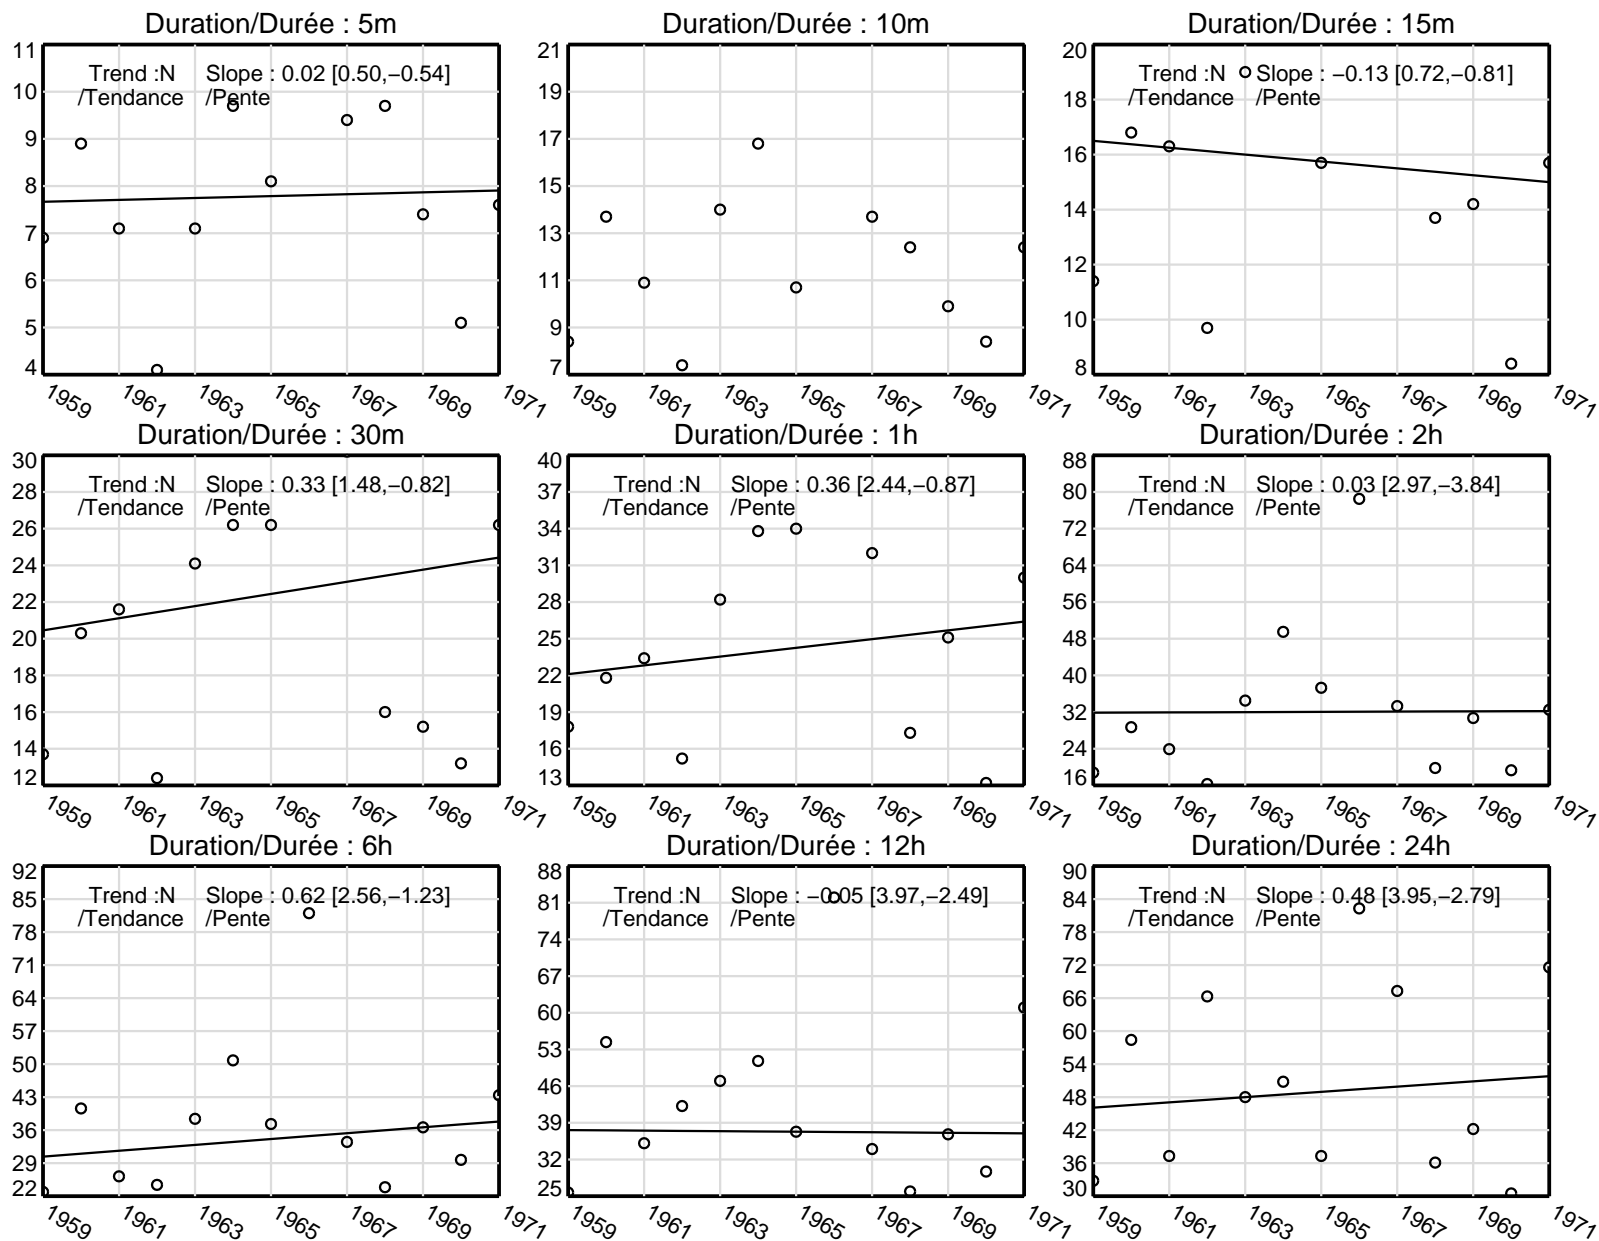 Duration/Durée : 5m
Trend :N Slope : 0.02 [0.50,−0.54]
/Tendance /Pente
11
10
9
8
7
6
5
4
1959 1961 1963 1965 1967 1969 1971
Duration/Durée : 10m
21
19
17
15
13
11
9
7
1959 1961 1963 1965 1967 1969 1971
Duration/Durée : 15m
Trend :N Slope : −0.13 [0.72,−0.81]
/Tendance /Pente
20
18
16
14
12
10
8
1959 1961 1963 1965 1967 1969 1971
Duration/Durée : 30m
Trend :N Slope : 0.33 [1.48,−0.82]
/Tendance /Pente
30
28
26
24
22
20
18
16
14
12
1959 1961 1963 1965 1967 1969 1971
Duration/Durée : 1h
Trend :N Slope : 0.36 [2.44,−0.87]
/Tendance /Pente
40
37
34
31
28
25
22
19
16
13
1959 1961 1963 1965 1967 1969 1971
Duration/Durée : 2h
Trend :N Slope : 0.03 [2.97,−3.84]
/Tendance /Pente
88
80
72
64
56
48
40
32
24
16
1959 1961 1963 1965 1967 1969 1971
Duration/Durée : 6h
Trend :N Slope : 0.62 [2.56,−1.23]
/Tendance /Pente
92
85
78
71
64
57
50
43
36
29
22
1959 1961 1963 1965 1967 1969 1971
Duration/Durée : 12h
Trend :N Slope : −0.05 [3.97,−2.49]
/Tendance /Pente
88
81
74
67
60
53
46
39
32
25
1959 1961 1963 1965 1967 1969 1971
Duration/Durée : 24h
Trend :N Slope : 0.48 [3.95,−2.79]
/Tendance /Pente
90
84
78
72
66
60
54
48
42
36
30
1959 1961 1963 1965 1967 1969 1971